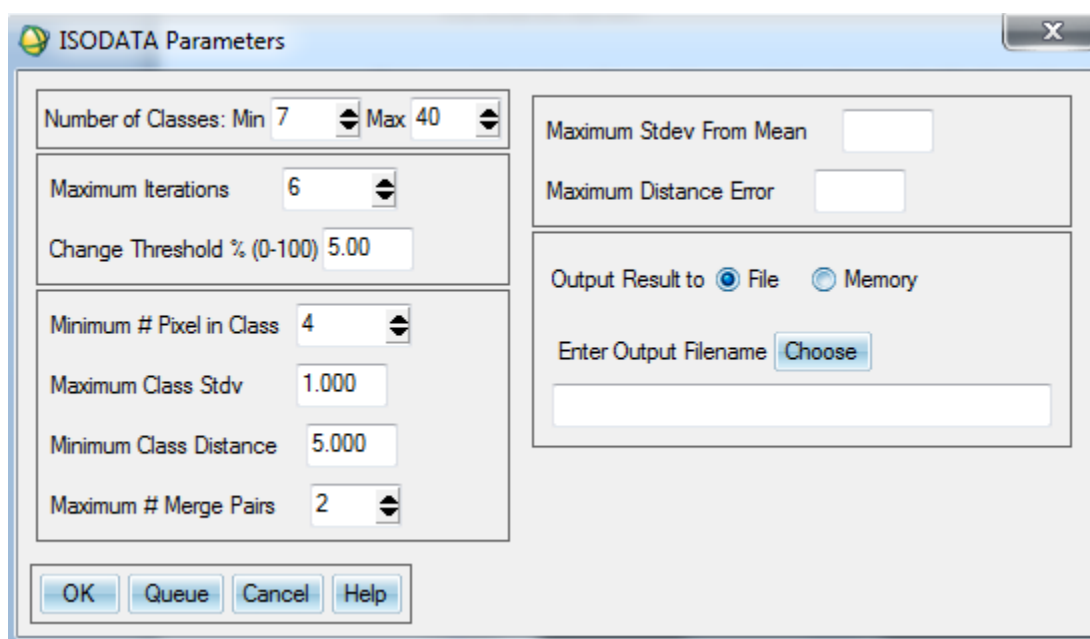 ISODATA Parameters
Number of Classes: Min 7 Max 40
Maximum Iterations 6
Change Threshold % (0-100) 5.00
Minimum # Pixel in Class 4
Maximum Class Stdv 1.000
Minimum Class Distance 5.000
Maximum # Merge Pairs 2
Maximum Stdev From Mean
Maximum Distance Error
Output Result to File Memory
Enter Output Filename Choose
OK Queue Cancel Help